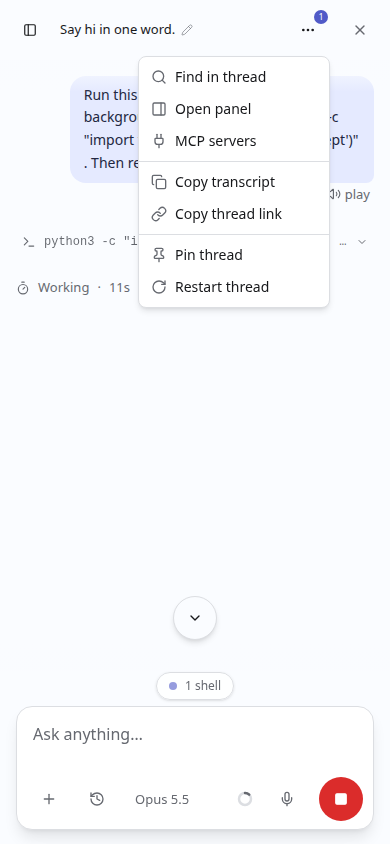 Say hi in one word.
1
Run this
backgro
-c
"import
ept')"
. Then re
play
python3 -c "i
…
Working · 11s
Find in thread
Open panel
MCP servers
Copy transcript
Copy thread link
Pin thread
Restart thread
1 shell
Ask anything...
Opus 5.5